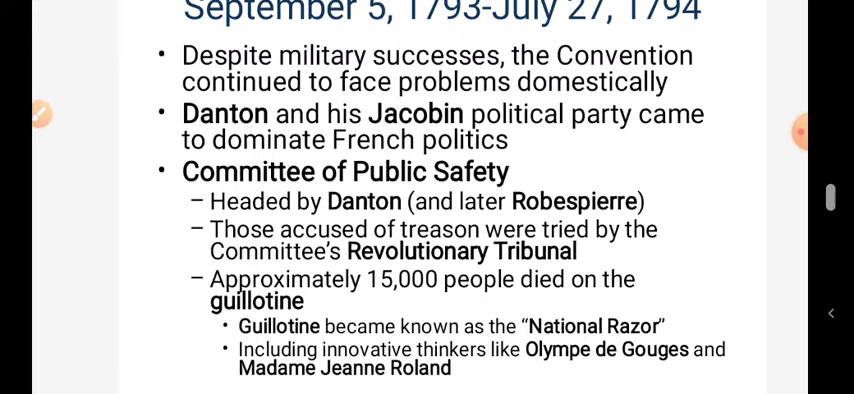 September 5, 1793-July 27, 1794
• Despite military successes, the Convention
continued to face problems domestically
• Danton and his Jacobin political party came
to dominate French politics
• Committee of Public Safety
– Headed by Danton (and later Robespierre)
– Those accused of treason were tried by the
Committee's Revolutionary Tribunal
– Approximately 15,000 people died on the
guillotine
• Guillotine became known as the “National Razor”
• Including innovative thinkers like Olympe de Gouges and
Madame Jeanne Roland